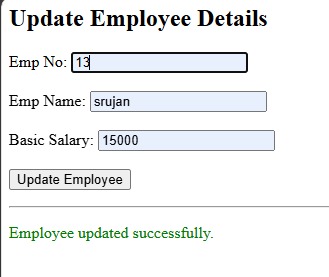 Update Employee Details
Emp No: 13
Emp Name: srujan
Basic Salary: 15000
Update Employee
Employee updated successfully.